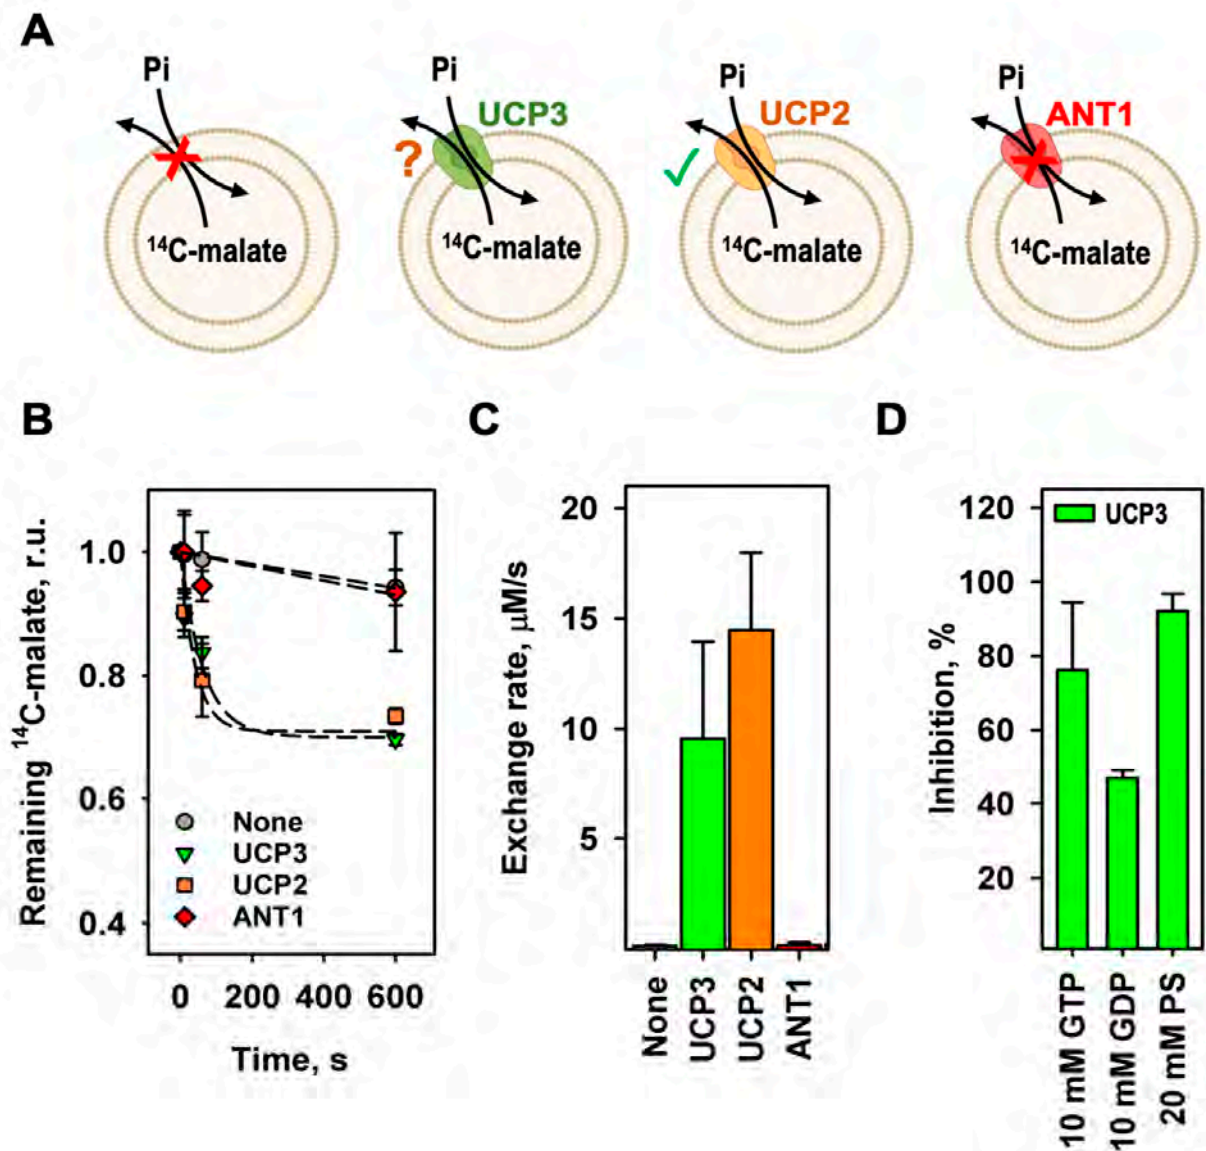 A
Pi
Pi
Pi
Pi
UCP3
UCP2
ANT1
?
✓
14C-malate
14C-malate
14C-malate
14C-malate
B
C
D
Remaining 14C-malate, r.u.
1.0
0.8
0.6
0.4
None
UCP3
UCP2
ANT1
0 200 400 600
Time, s
Exchange rate, µM/s
20
15
10
5
None
UCP3
UCP2
ANT1
Inhibition, %
120
100
80
60
40
20
UCP3
10 mM GTP
10 mM GDP
20 mM PS